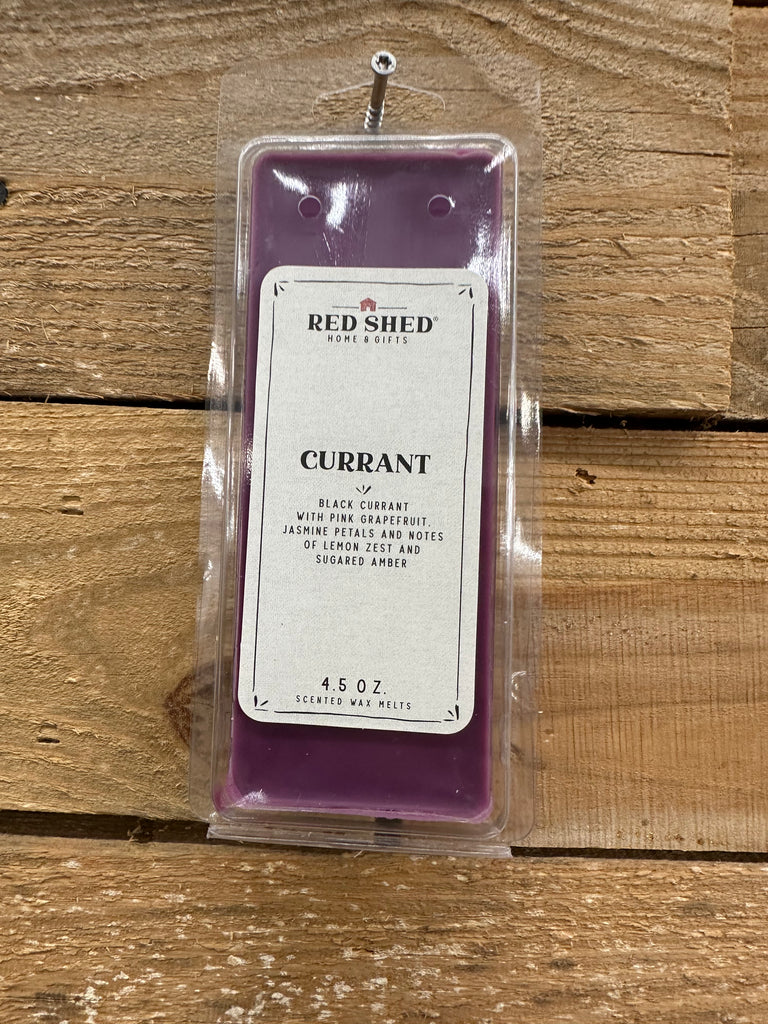 RED SHED®
HOME & GIFTS
CURRANT
BLACK CURRANT
WITH PINK GRAPEFRUIT,
JASMINE PETALS AND NOTES
OF LEMON ZEST AND
SUGARED AMBER
4.5 OZ.
SCENTED WAX MELTS